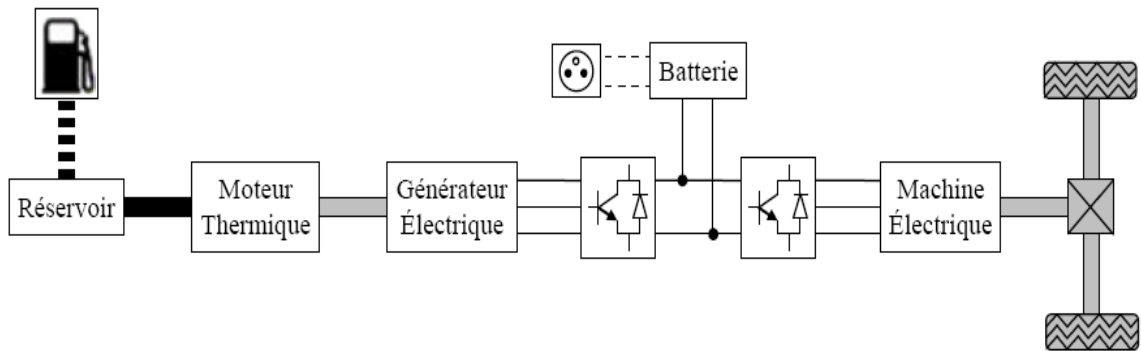 Batterie
Réservoir
Moteur
Thermique
Générateur
Électrique
Machine
Électrique